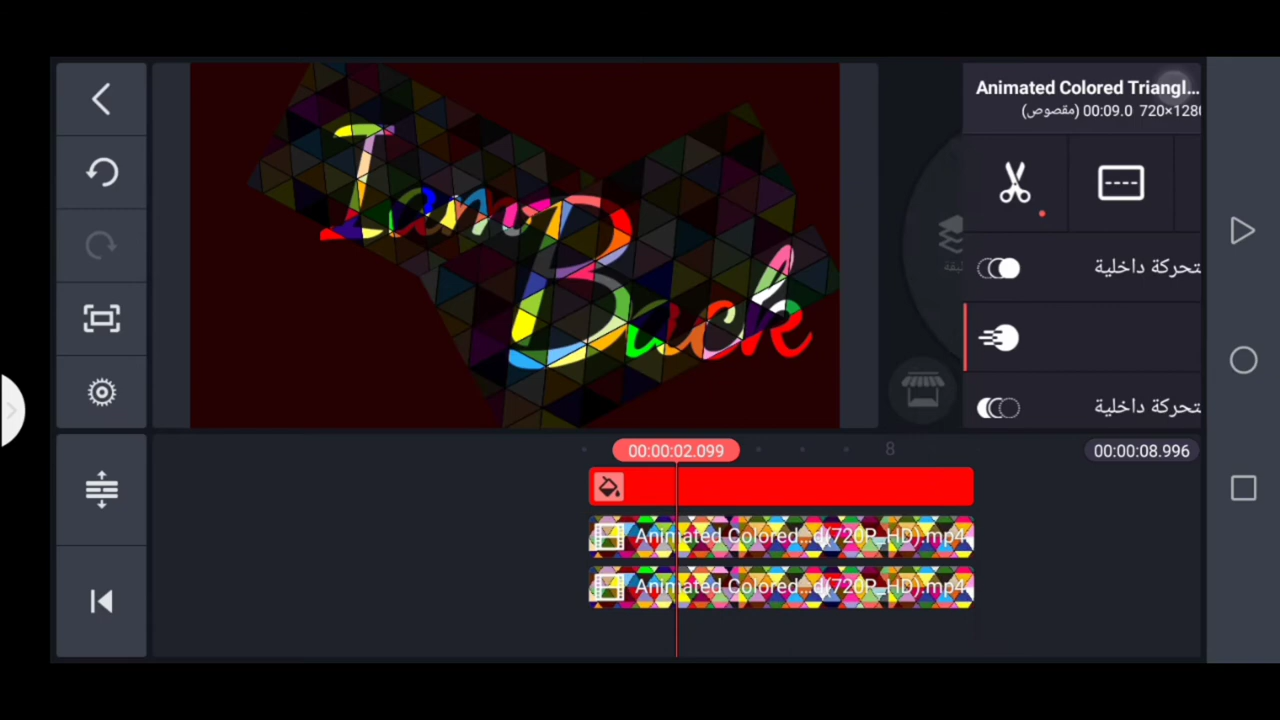 Animated Colored Triangl...
(مقصوص) 00:09.0 720×1280
I am
Back
تحركة داخلية
تحركة داخلية
00:00:02.099
8
00:00:08.996
Animated Colored...d(720P_HD).mp4
Animated Colored...d(720P_HD).mp4